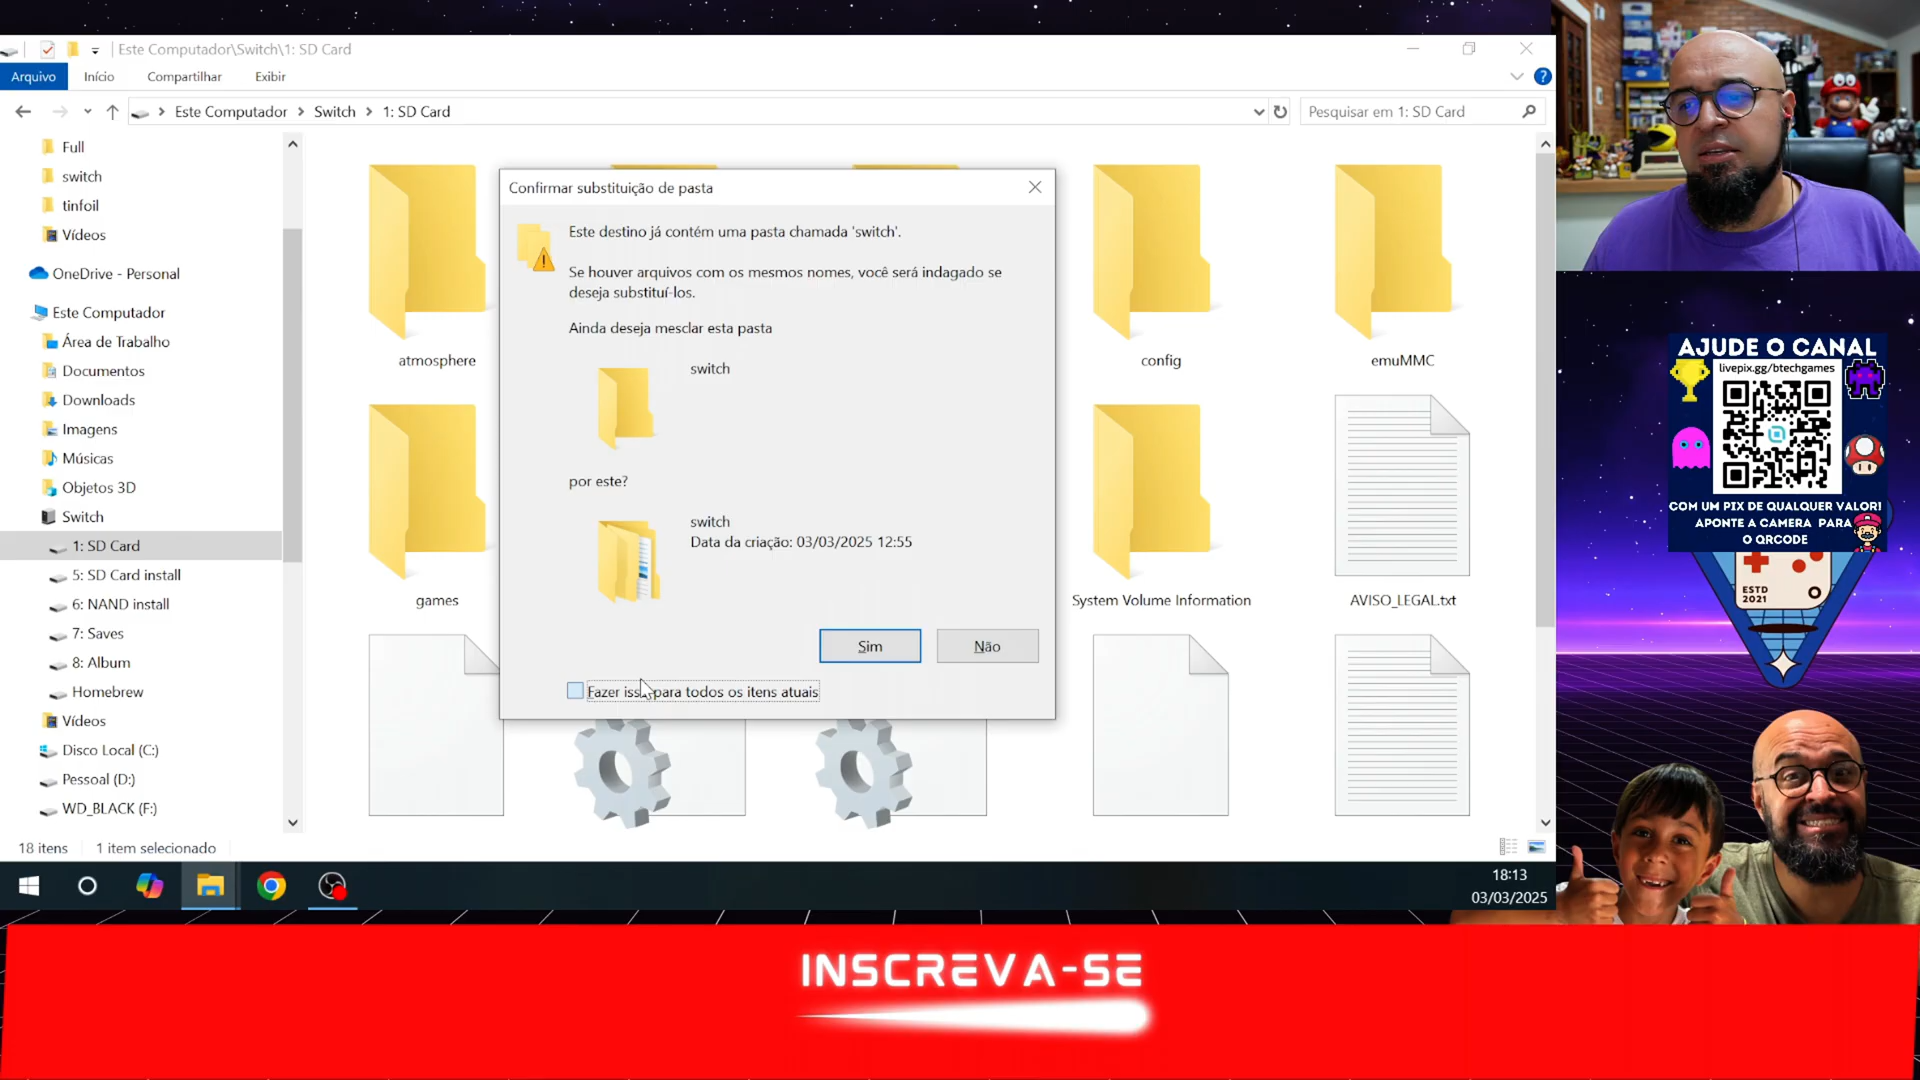 Este Computador\Switch\1: SD Card
Arquivo
Início
Compartilhar
Exibir
Este Computador
Switch
1: SD Card
Pesquisar em 1: SD Card
Full
switch
tinfoil
Vídeos
OneDrive - Personal
Este Computador
Área de Trabalho
Documentos
Downloads
Imagens
Músicas
Objetos 3D
Switch
1: SD Card
5: SD Card install
6: NAND install
7: Saves
8: Album
Homebrew
Vídeos
Disco Local (C:)
Pessoal (D:)
WD_BLACK (F:)
atmosphere
config
emuMMC
games
System Volume Information
AVISO_LEGAL.txt
Confirmar substituição de pasta
Este destino já contém uma pasta chamada 'switch'.
Se houver arquivos com os mesmos nomes, você será indagado se
deseja substituí-los.
Ainda deseja mesclar esta pasta
switch
por este?
switch
Data da criação: 03/03/2025 12:55
Sim
Não
Fazer isso para todos os itens atuais
18 itens
1 item selecionado
18:13
03/03/2025
AJUDE O CANAL
livepix.gg/btechgames
COM UM PIX DE QUALQUER VALOR!
APONTE A CAMERA PARA
O QRCODE
ESTD
2021
INSCREVA-SE